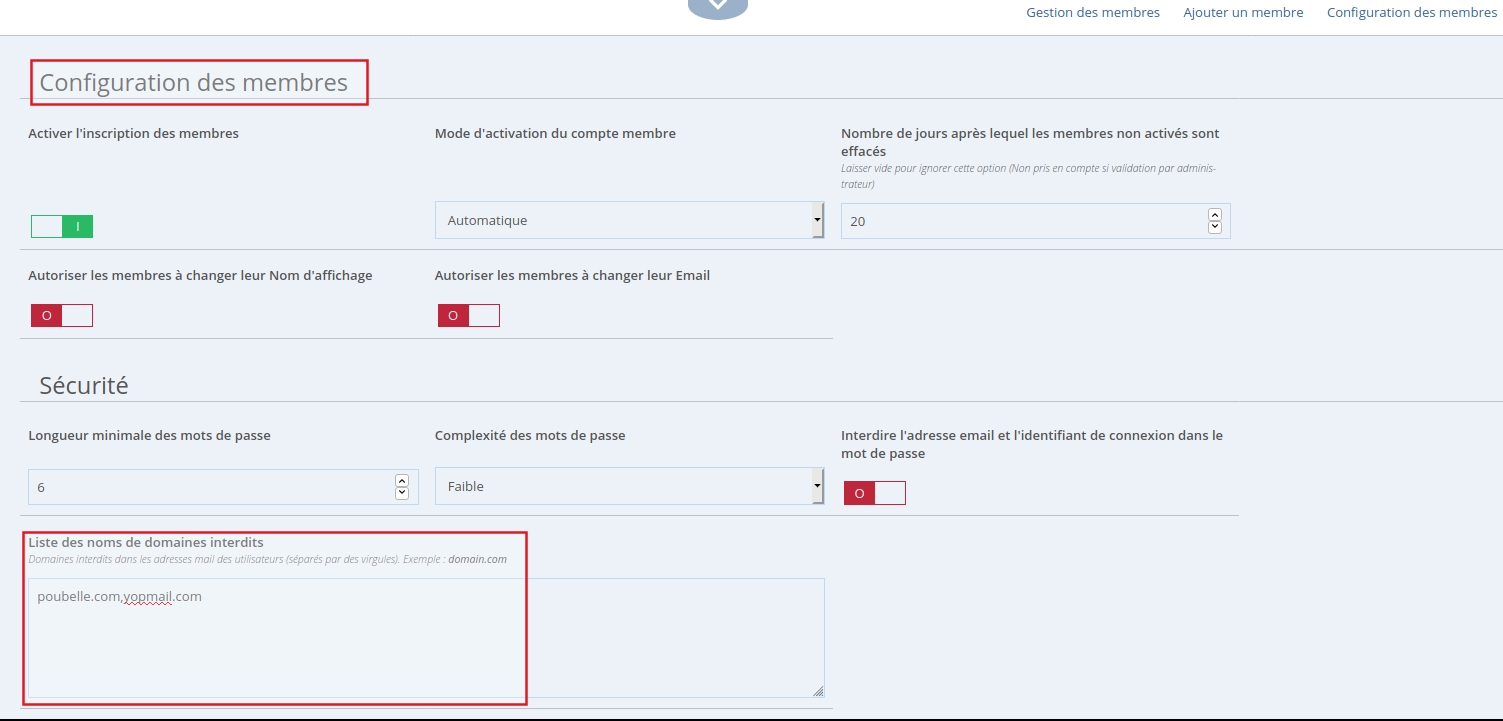 Gestion des membres Ajouter un membre Configuration des membres
Configuration des membres
Activer l'inscription des membres
Mode d'activation du compte membre
Nombre de jours après lequel les membres non activés sont
effacés
Laisser vide pour ignorer cette option (Non pris en compte si validation par adminis-
trateur)
I
Automatique
20
Autoriser les membres à changer leur Nom d'affichage
Autoriser les membres à changer leur Email
O
O
Sécurité
Longueur minimale des mots de passe
Complexité des mots de passe
Interdire l'adresse email et l'identifiant de connexion dans le
mot de passe
6
Faible
O
Liste des noms de domaines interdits
Domaines interdits dans les adresses mail des utilisateurs (séparés par des virgules). Exemple : domain.com
poubelle.com,yopmail.com